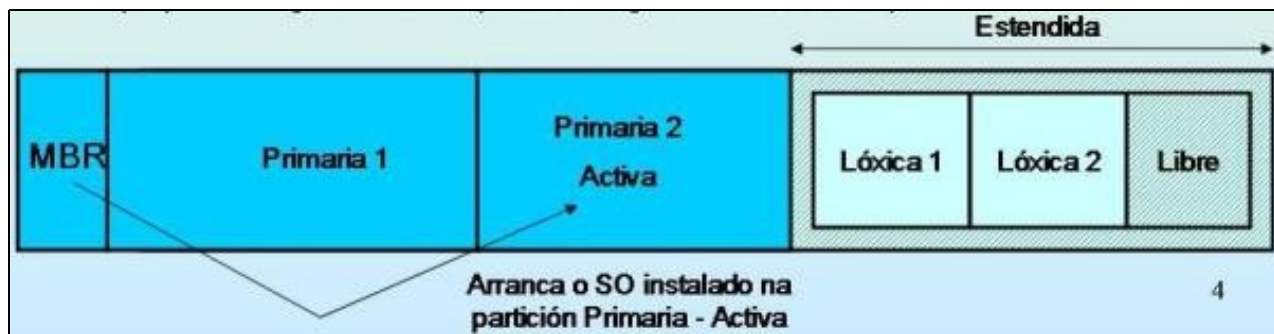 Estendida
MBR
Primaria 1
Primaria 2
Activa
Lóxica 1
Lóxica 2
Libre
Arranca o SO instalado na
partición Primaria - Activa
4